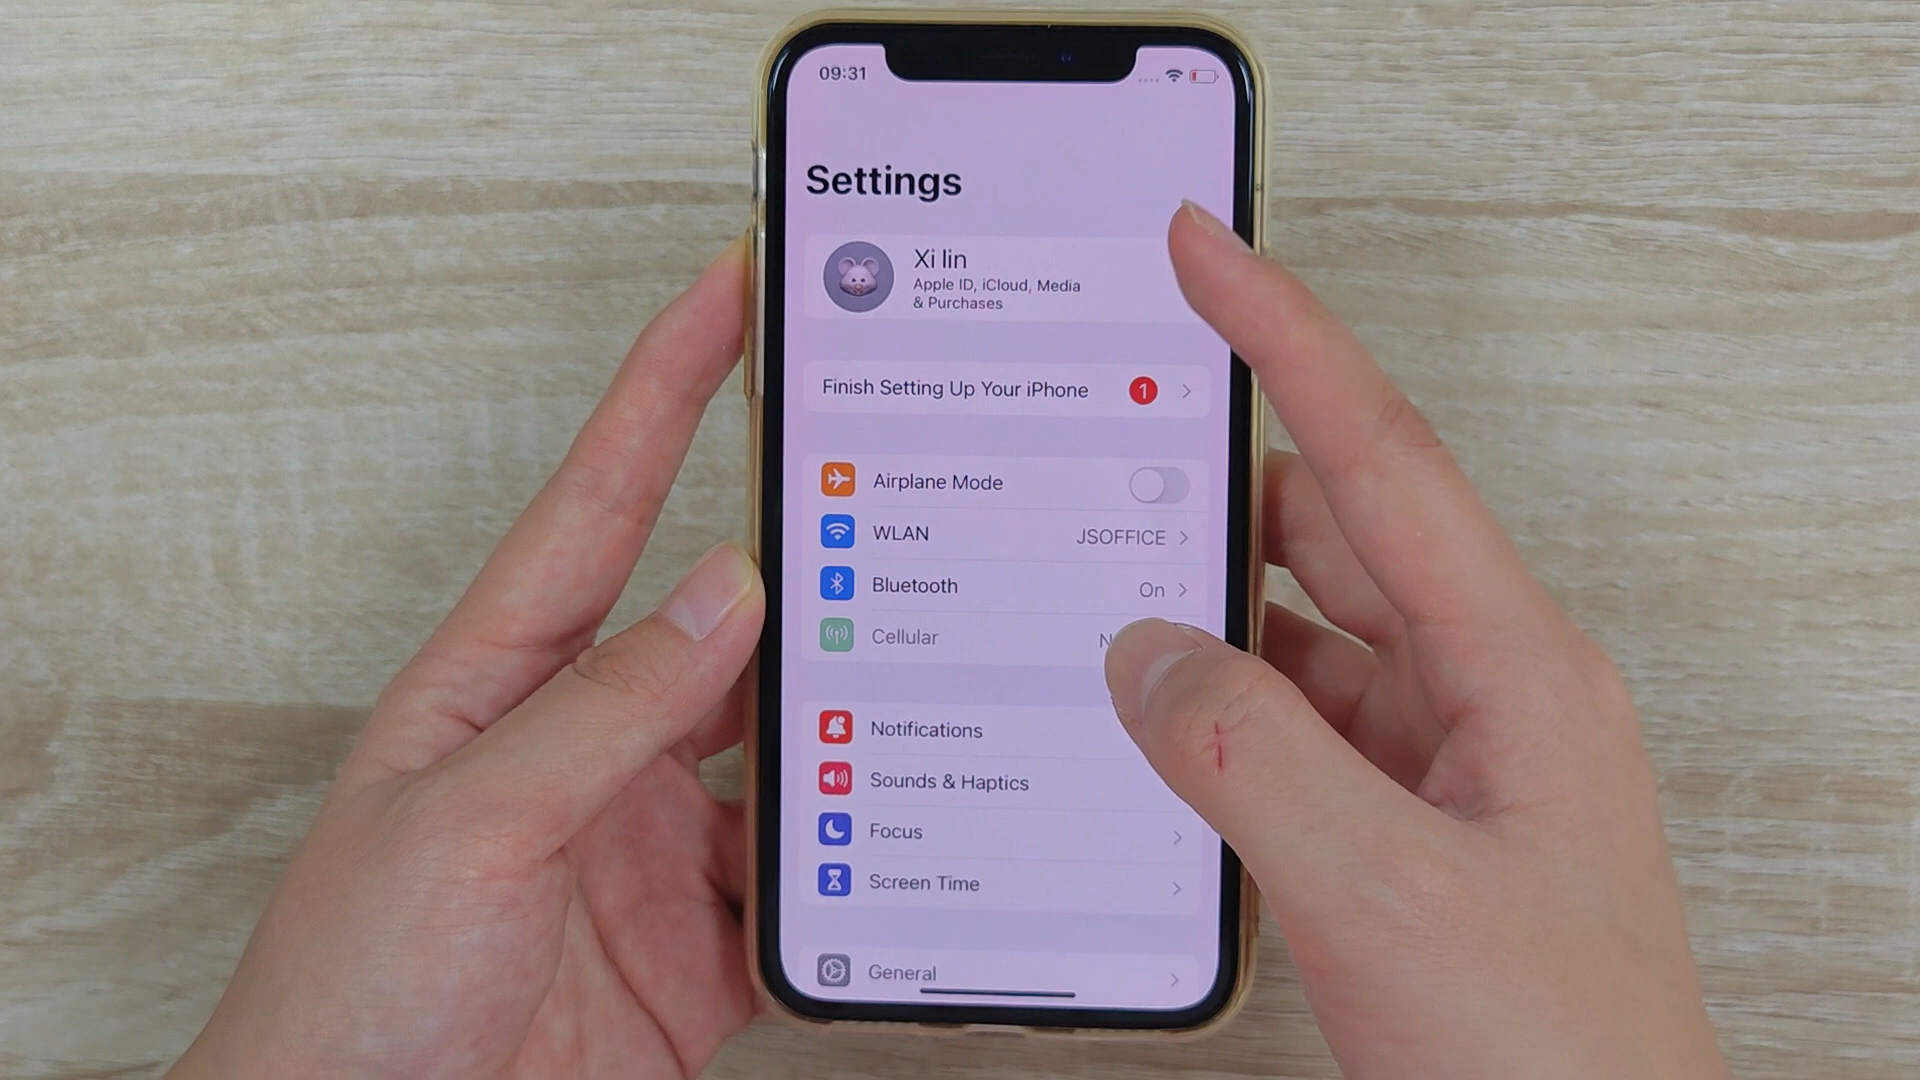 09:31
Settings
Xi lin
Apple ID, iCloud, Media
& Purchases
Finish Setting Up Your iPhone 1
Airplane Mode
WLAN JSOFFICE
Bluetooth On
Cellular
Notifications
Sounds & Haptics
Focus
Screen Time
General